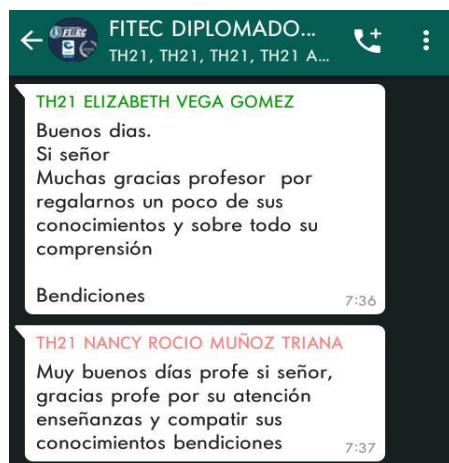 FITEC DIPLOMADO...
TH21, TH21, TH21, TH21 A...
TH21 ELIZABETH VEGA GOMEZ
Buenos dias.
Si señor
Muchas gracias profesor por
regalarnos un poco de sus
conocimientos y sobre todo su
comprensión
Bendiciones
7:36
TH21 NANCY ROCIO MUÑOZ TRIANA
Muy buenos días profe si señor,
gracias profe por su atención
enseñanzas y compatir sus
conocimientos bendiciones
7:37